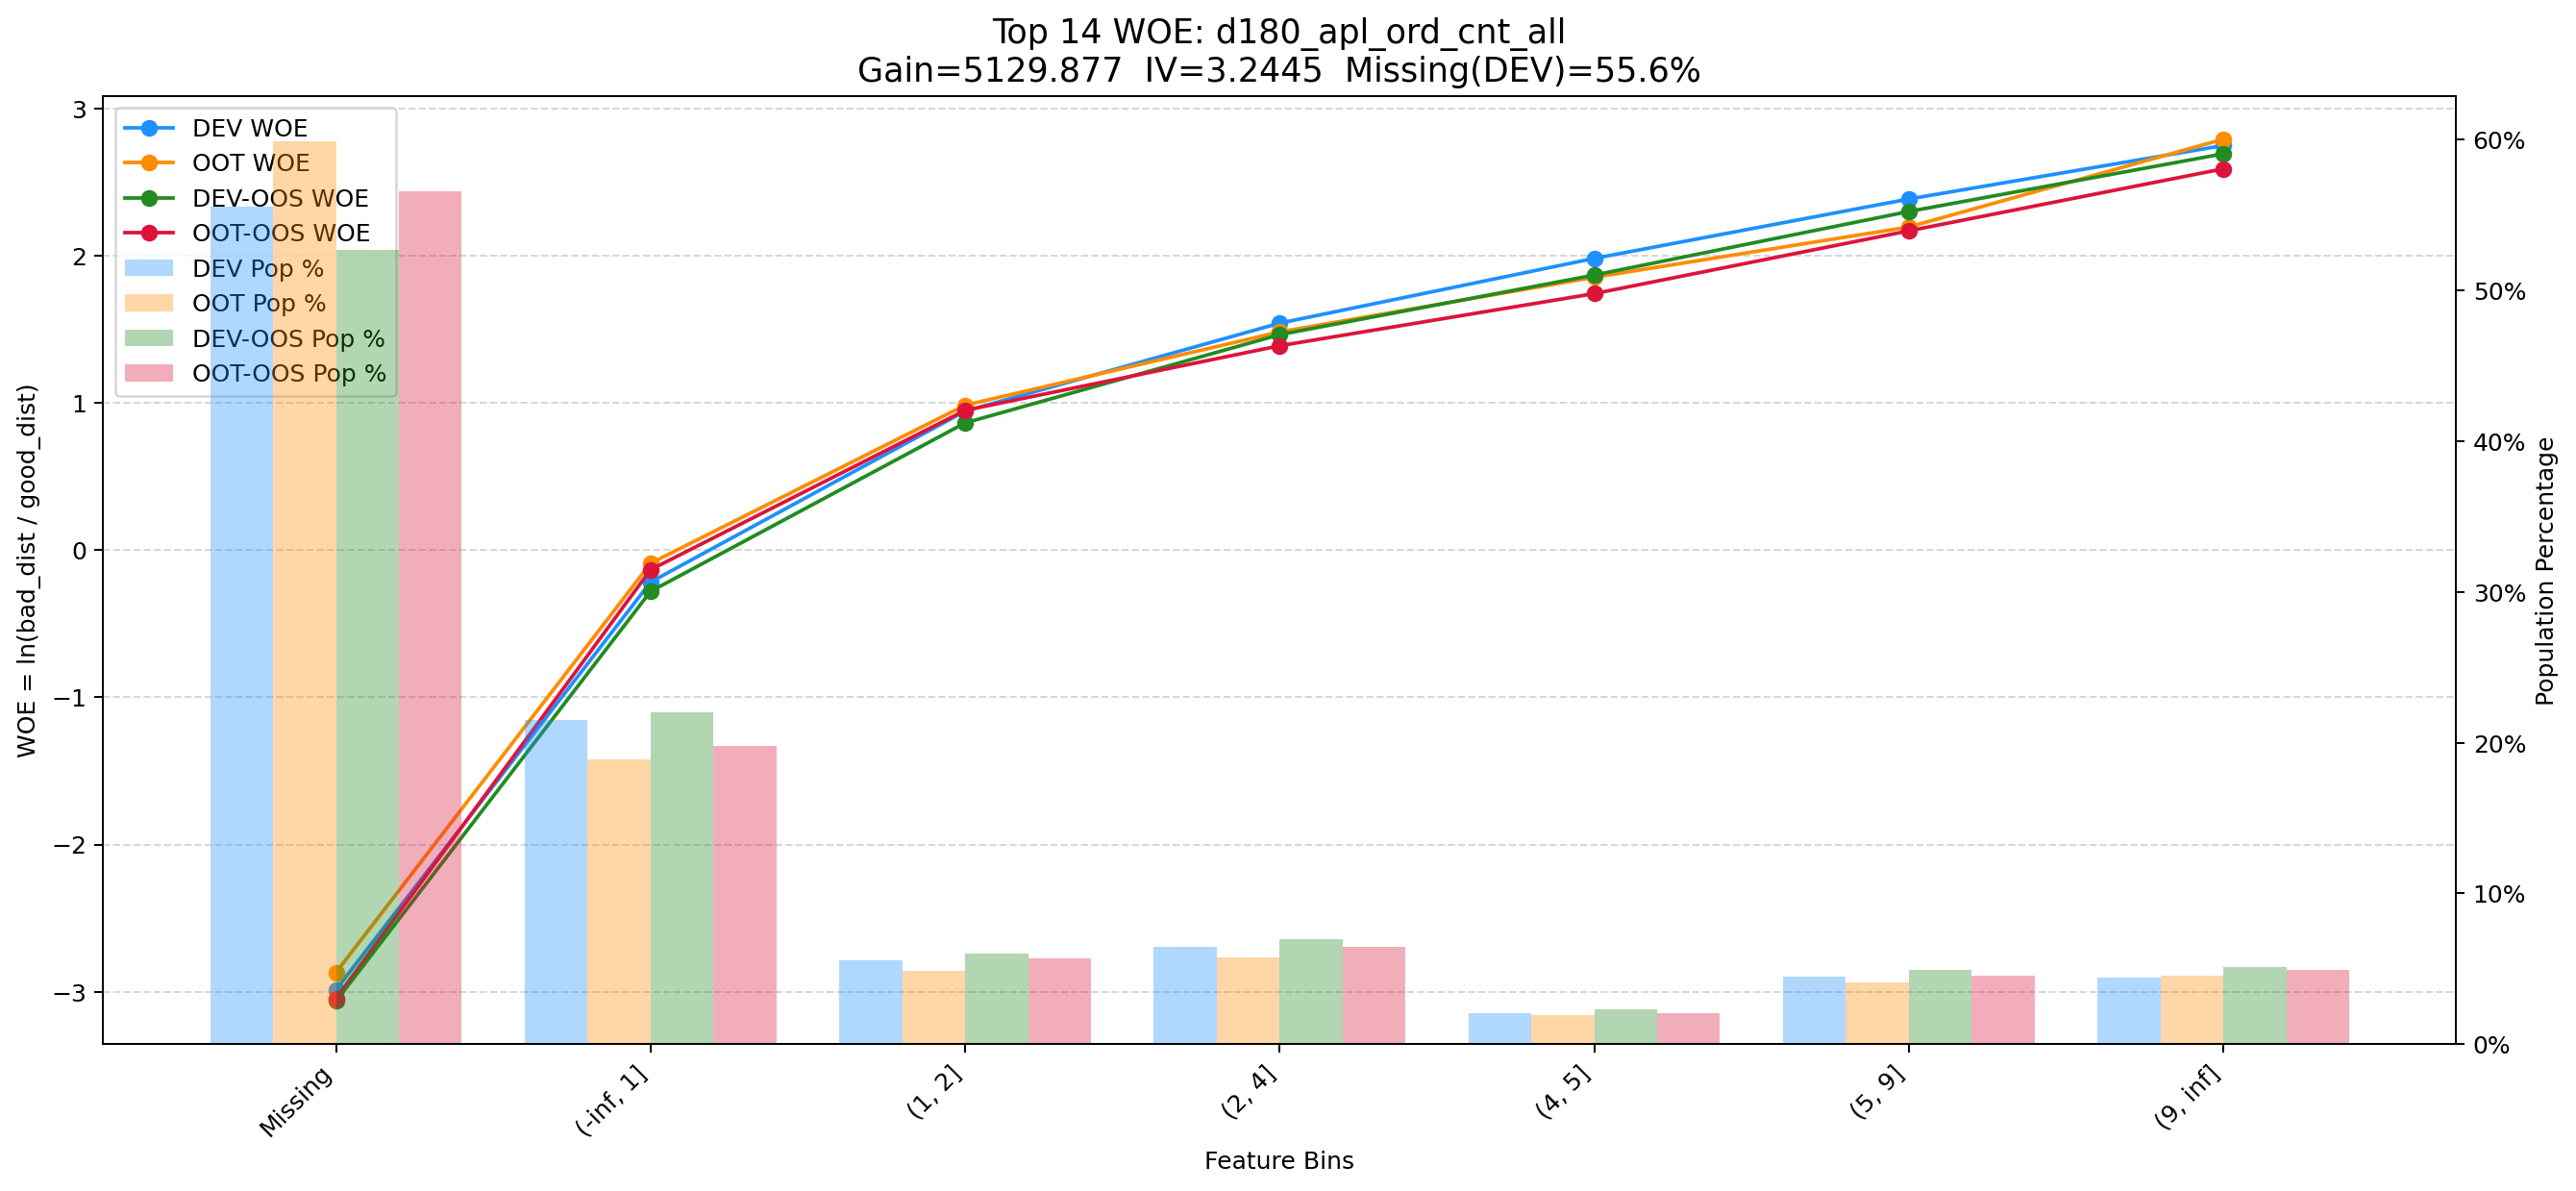 Top 14 WOE: d180_apl_ord_cnt_all
Gain=5129.877  IV=3.2445  Missing(DEV)=55.6%
DEV WOE
OOT WOE
DEV-OOS WOE
OOT-OOS WOE
DEV Pop %
OOT Pop %
DEV-OOS Pop %
OOT-OOS Pop %
WOE = ln(bad_dist / good_dist)
3
2
1
0
−1
−2
−3
60%
50%
40%
30%
20%
10%
0%
Population Percentage
Missing
(-inf, 1]
(1, 2]
(2, 4]
(4, 5]
(5, 9]
(9, inf]
Feature Bins